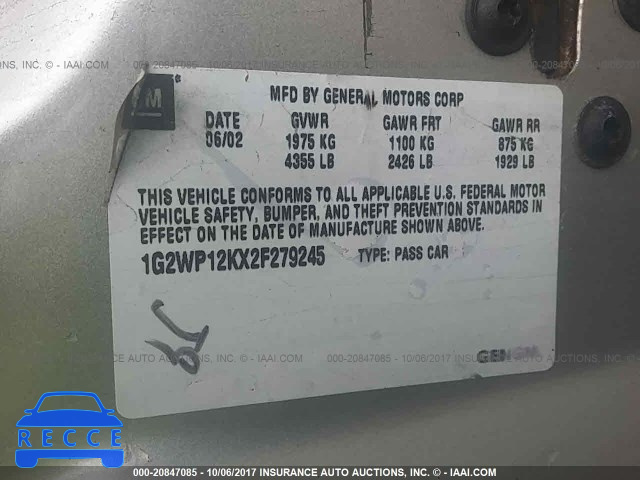 MFD BY GENERAL MOTORS CORP
DATE GVWR GAWR FRT GAWR RR
06/02 1975 KG 1100 KG 875 KG
4355 LB 2426 LB 1929 LB
THIS VEHICLE CONFORMS TO ALL APPLICABLE U.S. FEDERAL MOTOR
VEHICLE SAFETY, BUMPER, AND THEFT PREVENTION STANDARDS IN
EFFECT ON THE DATE OF MANUFACTURE SHOWN ABOVE.
1G2WP12KX2F279245 TYPE: PASS CAR
RECCE
000-20847085 - 10/06/2017 INSURANCE AUTO AUCTIONS, INC. - © IAAI.COM